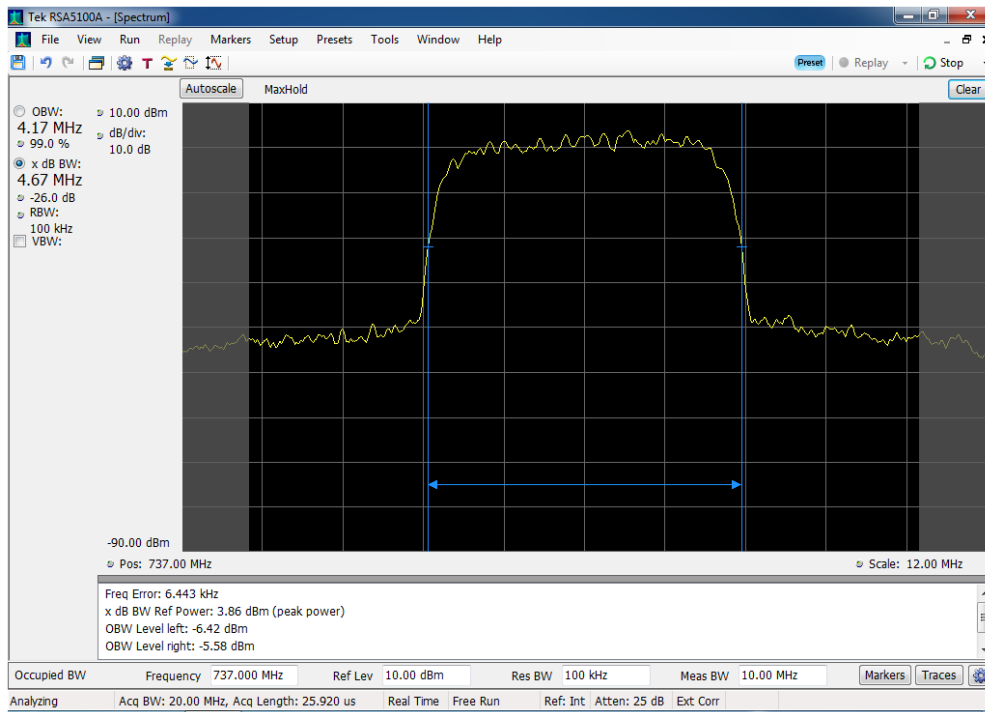 Tek RSA5100A - [Spectrum]
File View Run Replay Markers Setup Presets Tools Window Help
T Preset Replay Stop
Autoscale MaxHold Clear
OBW:
4.17 MHz
99.0 %
x dB BW:
4.67 MHz
-26.0 dB
RBW:
100 kHz
VBW:
10.00 dBm
dB/div:
10.0 dB
-90.00 dBm
Pos: 737.00 MHz Scale: 12.00 MHz
Freq Error: 6.443 kHz
x dB BW Ref Power: 3.86 dBm (peak power)
OBW Level left: -6.42 dBm
OBW Level right: -5.58 dBm
Occupied BW Frequency 737.000 MHz Ref Lev 10.00 dBm Res BW 100 kHz Meas BW 10.00 MHz Markers Traces
Analyzing Acq BW: 20.00 MHz, Acq Length: 25.920 us Real Time Free Run Ref: Int Atten: 25 dB Ext Corr